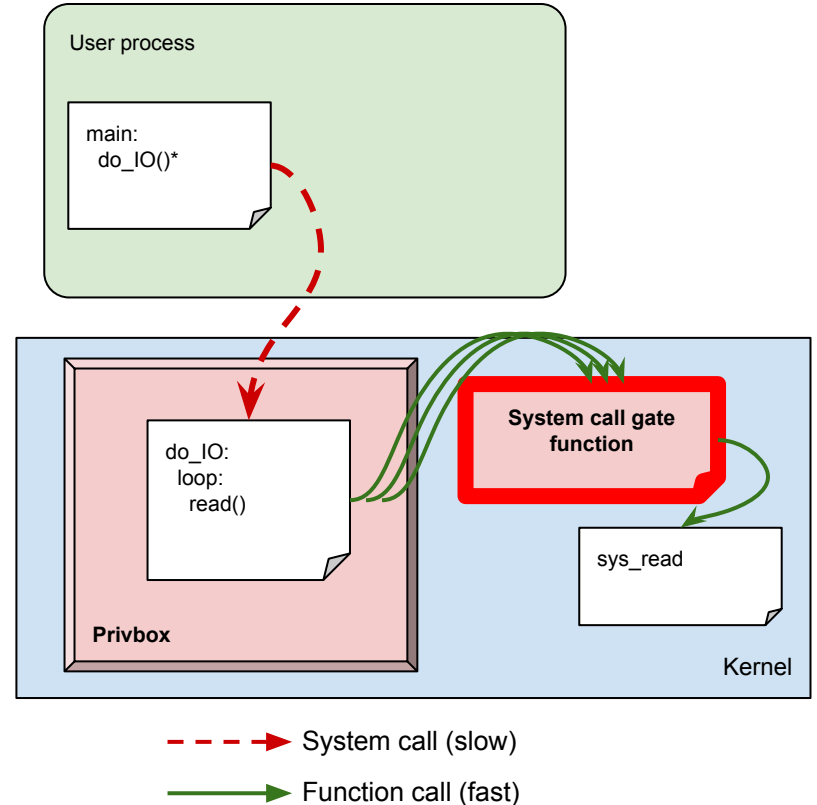 User process
main:
do_IO()*
do_IO:
loop:
read()
Privbox
System call gate
function
sys_read
Kernel
System call (slow)
Function call (fast)